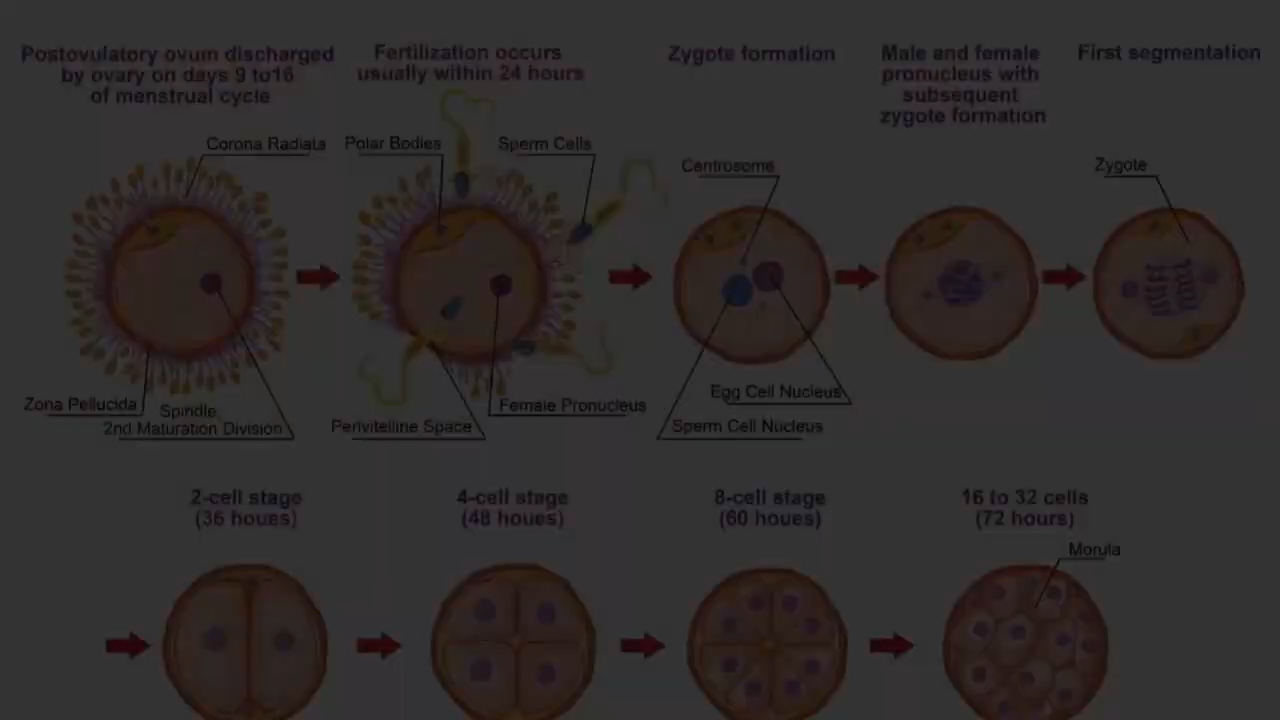 Postovulatory ovum discharged
by ovary on days 9 to16
of menstrual cycle
Fertilization occurs
usually within 24 hours
Zygote formation
Male and female
pronucleus with
subsequent
zygote formation
First segmentation
Corona Radiata
Polar Bodies
Sperm Cells
Centrosome
Zygote
Zona Pellucida
Spindle,
2nd Maturation Division
Perivitelline Space
Female Pronucleus
Egg Cell Nucleus
Sperm Cell Nucleus
2-cell stage
(36 houes)
4-cell stage
(48 houes)
8-cell stage
(60 houes)
16 to 32 cells
(72 hours)
Morula